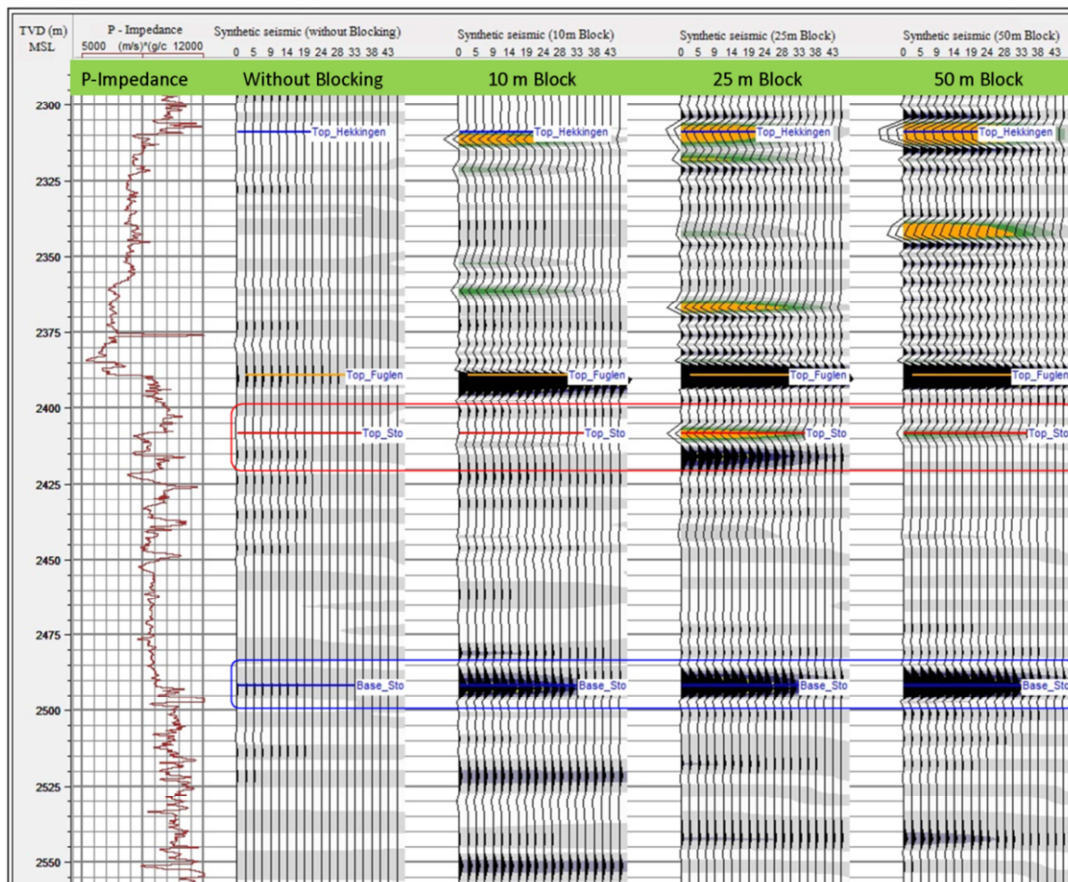 TVD (m)
MSL
P - Impedance
5000 (m/s)*(g/c 12000
Synthetic seismic (without Blocking)
0 5 9 14 19 28 33 38 43
Synthetic seismic (10m Block)
0 5 9 14 19 28 33 38 43
Synthetic seismic (25m Block)
0 5 9 14 19 28 33 38 43
Synthetic seismic (50m Block)
0 5 9 14 19 24 28 33 38 43
P-Impedance
Without Blocking
10 m Block
25 m Block
50 m Block
2300
Top_Hekkingen
Top_Hekkingen
Top_Hekkingen
Top_Hekkingen
2325
2350
2375
Top_Fuglen
Top_Fuglen
Top_Fuglen
Top_Fuglen
2400
Top_Sto
Top_Sto
Top_Sto
Top_Sto
2425
2450
2475
Base_Sto
Base_Sto
Base_Sto
Base_Sto
2500
2525
2550